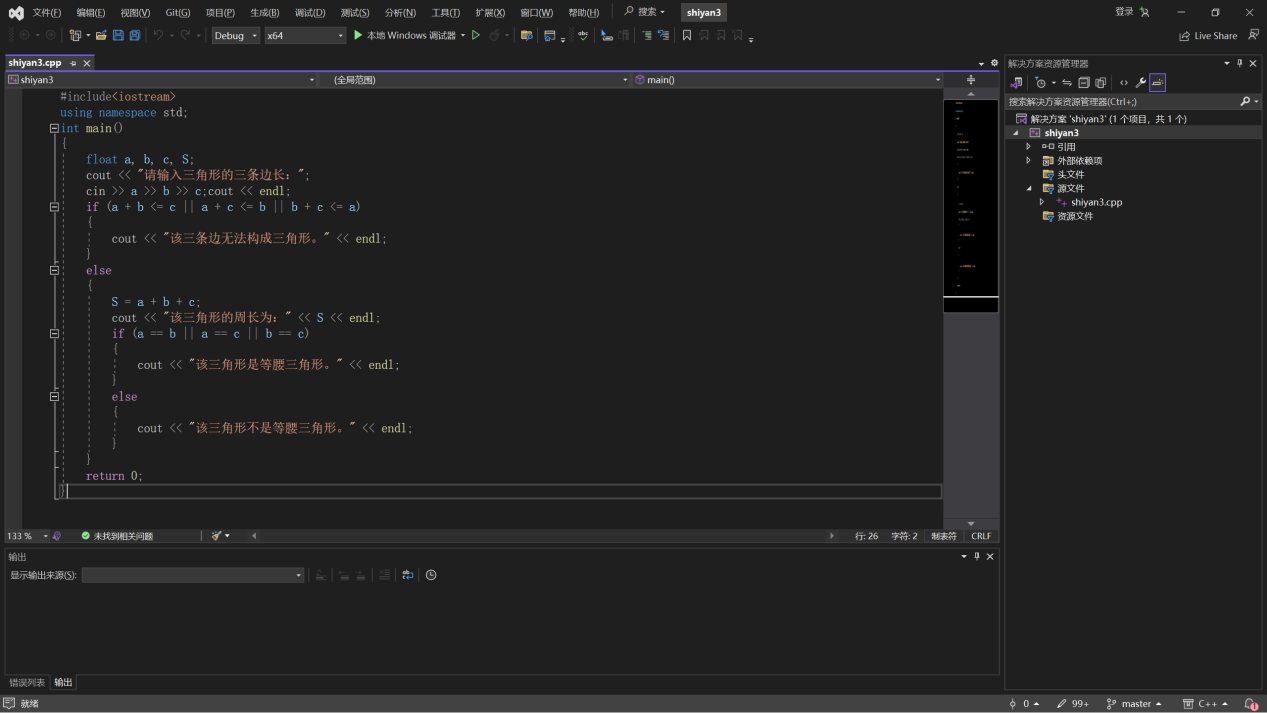 文件(F) 编辑(E) 视图(V) Git(G) 项目(P) 生成(B) 调试(D) 测试(S) 分析(N) 工具(T) 扩展(X) 窗口(W) 帮助(H) 搜索 shiyan3 登录
Debug x64 本地 Windows 调试器 Live Share
shiyan3.cpp
shiyan3 (全局范围) main()
#include<iostream>
using namespace std;
int main()
{
float a, b, c, S;
cout << "请输入三角形的三条边长：";
cin >> a >> b >> c;cout << endl;
if (a + b <= c || a + c <= b || b + c <= a)
{
cout << "该三条边无法构成三角形。" << endl;
}
else
{
S = a + b + c;
cout << "该三角形的周长为：" << S << endl;
if (a == b || a == c || b == c)
{
cout << "该三角形是等腰三角形。" << endl;
}
else
{
cout << "该三角形不是等腰三角形。" << endl;
}
}
return 0;
}
133 % 未找到相关问题 行: 26 字符: 2 制表符 CRLF
输出
显示输出来源(S):
错误列表 输出
解决方案资源管理器
搜索解决方案资源管理器(Ctrl+;)
解决方案 'shiyan3' (1 个项目，共 1 个)
shiyan3
引用
外部依赖项
头文件
源文件
shiyan3.cpp
资源文件
就绪 0 99+ master C++ 1